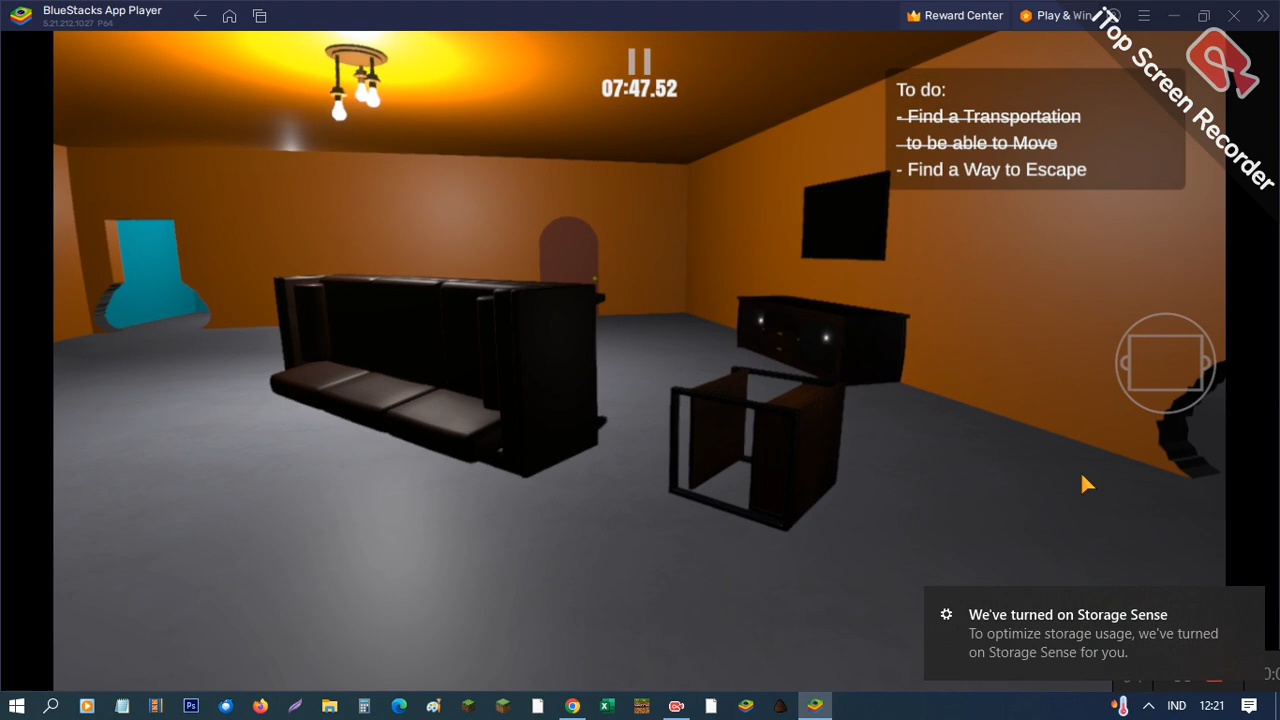 BlueStacks App Player
5.21.212.1027 P64
Reward Center
Play & Win
iTop Screen Recorder
07:47.52
To do:
- Find a Transportation
to be able to Move
- Find a Way to Escape
We've turned on Storage Sense
To optimize storage usage, we've turned
on Storage Sense for you.
IND
12:21